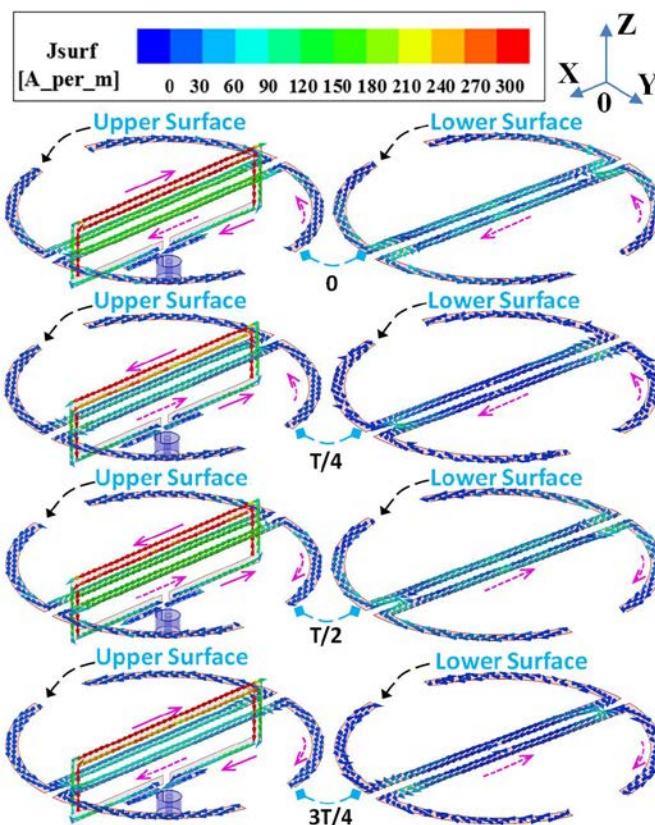 Jsurf
[A_per_m]
0 30 60 90 120 150 180 210 240 270 300
Z
X
0
Y
Upper Surface
Lower Surface
0
Upper Surface
Lower Surface
T/4
Upper Surface
Lower Surface
T/2
Upper Surface
Lower Surface
3T/4